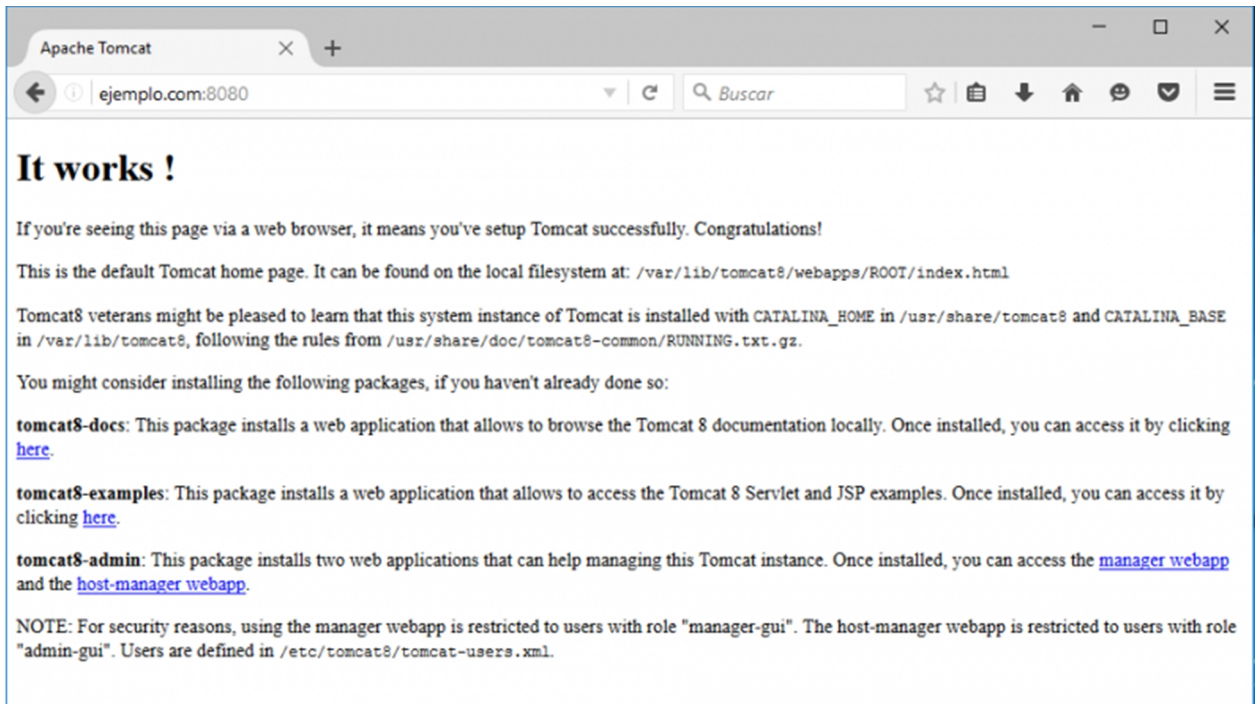 Apache Tomcat
ejemplo.com:8080
Buscar
It works !
If you're seeing this page via a web browser, it means you've setup Tomcat successfully. Congratulations!
This is the default Tomcat home page. It can be found on the local filesystem at: /var/lib/tomcat8/webapps/ROOT/index.html
Tomcat8 veterans might be pleased to learn that this system instance of Tomcat is installed with CATALINA_HOME in /usr/share/tomcat8 and CATALINA_BASE
in /var/lib/tomcat8, following the rules from /usr/share/doc/tomcat8-common/RUNNING.txt.gz.
You might consider installing the following packages, if you haven't already done so:
tomcat8-docs: This package installs a web application that allows to browse the Tomcat 8 documentation locally. Once installed, you can access it by clicking
here.
tomcat8-examples: This package installs a web application that allows to access the Tomcat 8 Servlet and JSP examples. Once installed, you can access it by
clicking here.
tomcat8-admin: This package installs two web applications that can help managing this Tomcat instance. Once installed, you can access the manager webapp
and the host-manager webapp.
NOTE: For security reasons, using the manager webapp is restricted to users with role "manager-gui". The host-manager webapp is restricted to users with role
"admin-gui". Users are defined in /etc/tomcat8/tomcat-users.xml.